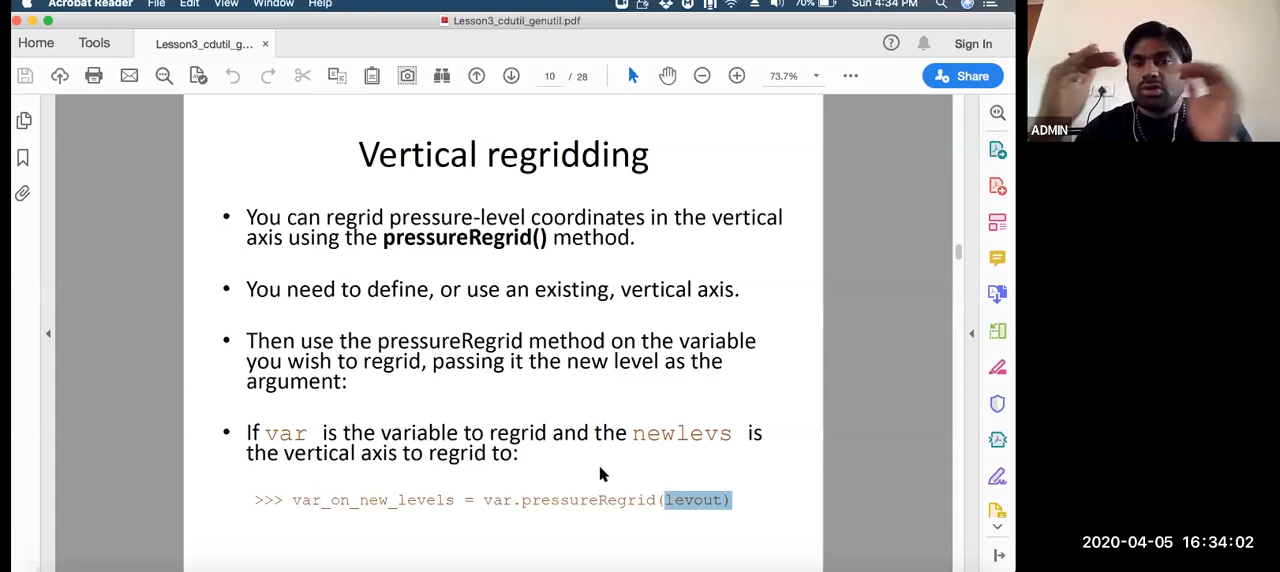 Acrobat Reader File Edit View Window Help 70% Sun 4:34 PM
Lesson3_cdutil_genutil.pdf
Home Tools Lesson3_cdutil_g... × Sign In
10 / 28 73.7% Share
ADMIN
Vertical regridding
• You can regrid pressure-level coordinates in the vertical
axis using the pressureRegrid() method.
• You need to define, or use an existing, vertical axis.
• Then use the pressureRegrid method on the variable
you wish to regrid, passing it the new level as the
argument:
• If var is the variable to regrid and the newlevs is
the vertical axis to regrid to:
>>> var_on_new_levels = var.pressureRegrid(levout)
2020-04-05 16:34:02